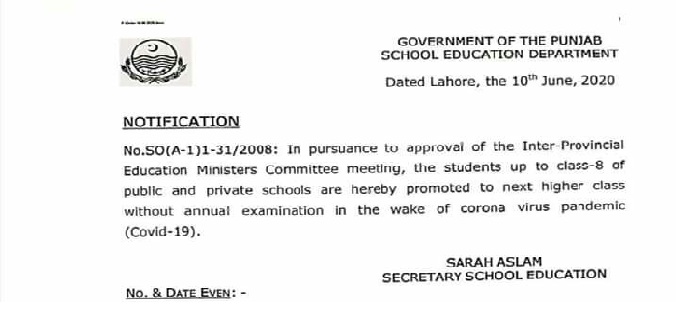 GOVERNMENT OF THE PUNJAB
SCHOOL EDUCATION DEPARTMENT
Dated Lahore, the 10th June, 2020
NOTIFICATION
No.SO(A-1)1-31/2008: In pursuance to approval of the Inter-Provincial
Education Ministers Committee meeting, the students up to class-8 of
public and private schools are hereby promoted to next higher class
without annual examination in the wake of corona virus pandemic
(Covid-19).
SARAH ASLAM
SECRETARY SCHOOL EDUCATION
No. & DATE EVEN: -